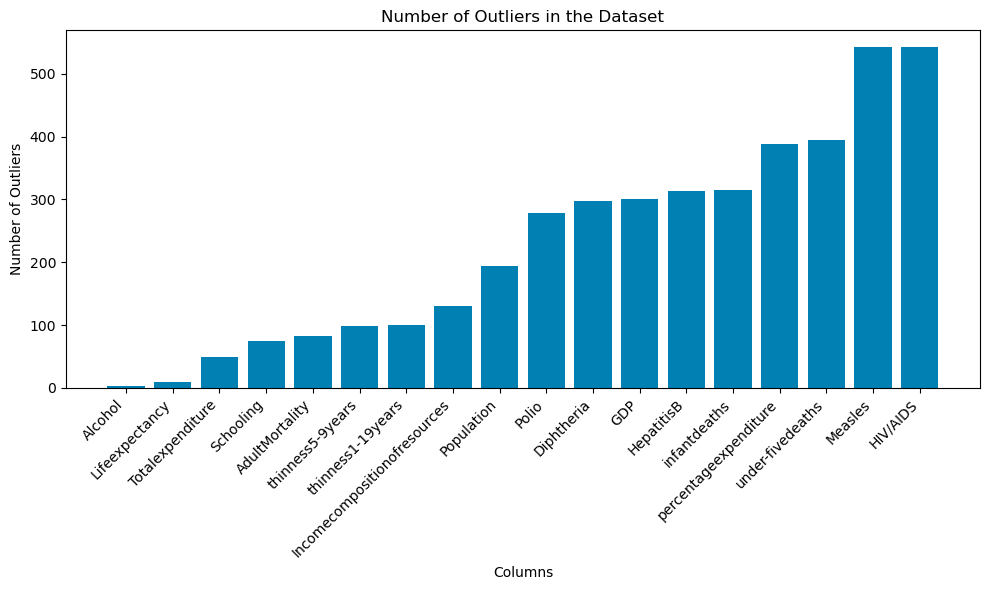 Number of Outliers in the Dataset
Number of Outliers
500
400
300
200
100
0
Alcohol
Lifeexpectancy
Totalexpenditure
Schooling
AdultMortality
thinness5-9years
thinness1-19years
Incomecompositionofresources
Population
Polio
Diphtheria
GDP
HepatitisB
infantdeaths
percentageexpenditure
under-fivedeaths
Measles
HIV/AIDS
Columns